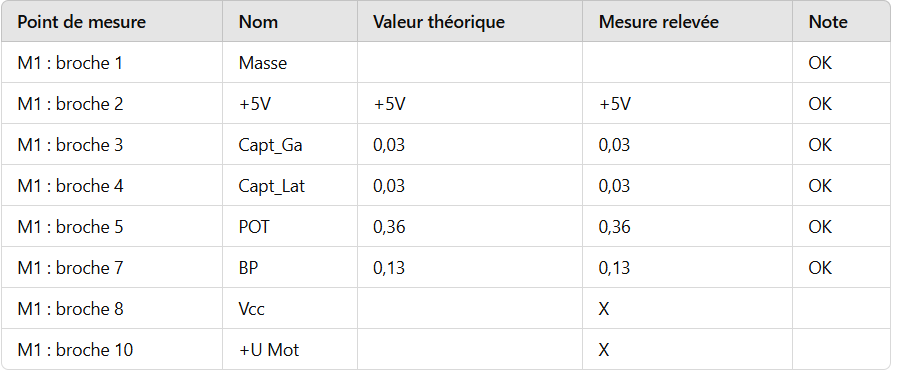 Point de mesure Nom Valeur théorique Mesure relevée Note
M1 : broche 1 Masse OK
M1 : broche 2 +5V +5V +5V OK
M1 : broche 3 Capt_Ga 0,03 0,03 OK
M1 : broche 4 Capt_Lat 0,03 0,03 OK
M1 : broche 5 POT 0,36 0,36 OK
M1 : broche 7 BP 0,13 0,13 OK
M1 : broche 8 Vcc X
M1 : broche 10 +U Mot X